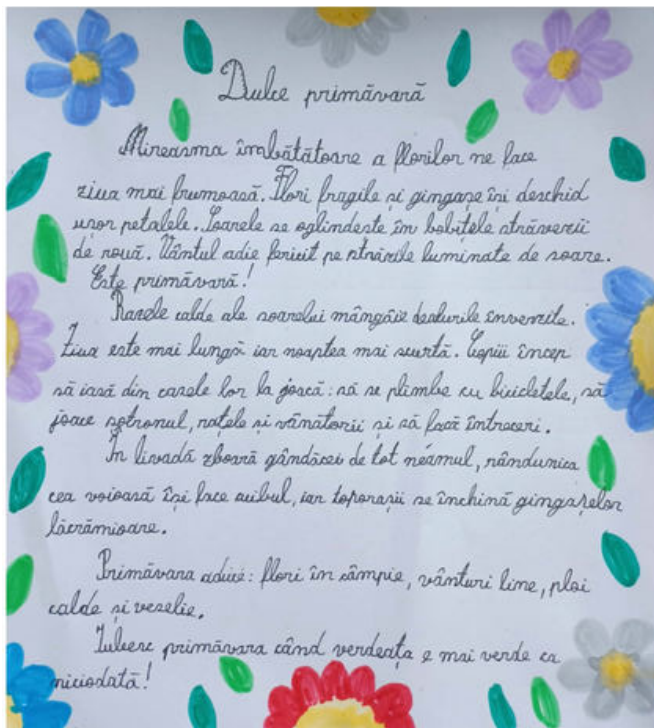 Dulce primăvară
Mireasma îmbătătoare a florilor ne face
ziua mai frumoasă. Flori fragile și gingașe își deschid
ușor petalele. Soarele se oglindește în bobițele străvezii
de rouă. Vântul adie fericit pe străzile luminate de soare.
Este primăvară!
Razele calde ale soarelui mângâie dealurile înverzite.
Ziua este mai lungă iar noaptea mai scurtă. Copiii încep
să iasă din casele lor la joacă: să se plimbe cu bicicletele, să
joace șotronul, rațele și vânătorii și să facă întreceri.
În livadă zboară gândăcei de tot neamul, rândunica
cea voioasă își face cuibul, iar toporașii se închină gingașelor
lăcrămioare.
Primăvara aduce: flori în câmpie, vânturi line, ploi
calde și veselie.
Iubesc primăvara când verdeața e mai verde ca
niciodată!